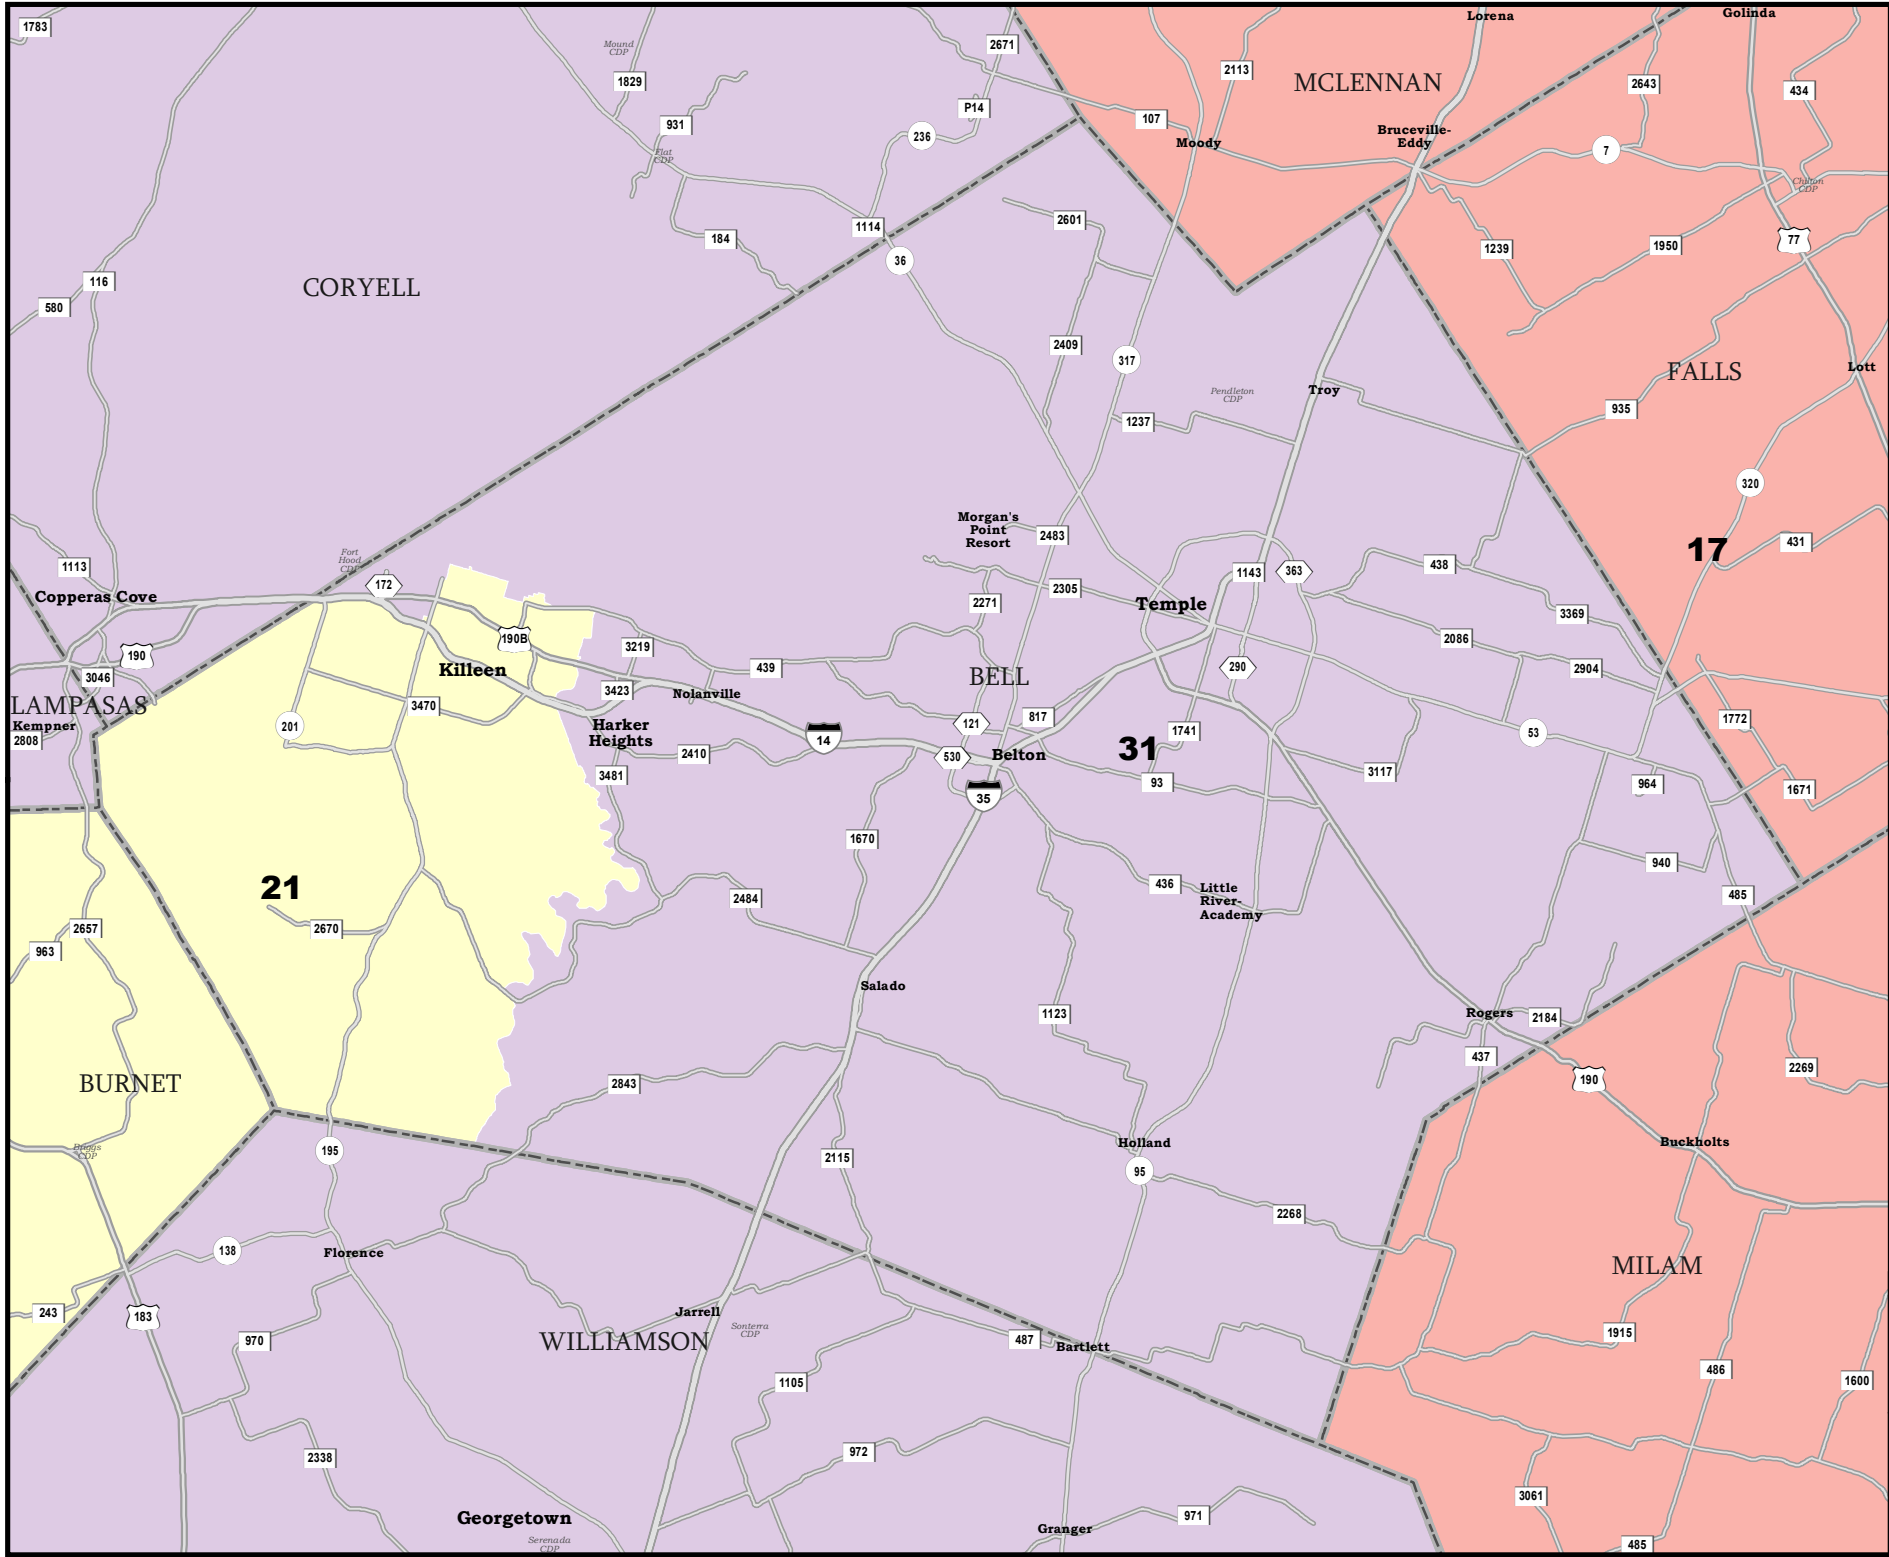 1783
Mound
CDP
1829
2671
Lorena
Golinda
2113
MCLENNAN
2643
434
931
P14
236
107
Moody
Bruceville-
Eddy
7
Flat
CDP
Chilton
CDP
184
1114
2601
36
1239
1950
77
CORYELL
116
580
2409
317
FALLS
Lott
Pendleton
CDP
Troy
935
1237
320
Morgan's
Point
Resort
2483
17
431
Fort
Hood
CDP
1113
172
1143
363
438
Copperas Cove
2305
2271
Temple
3369
190B
3219
2086
190
439
290
2904
Killeen
BELL
3046
3423
Nolanville
LAMPASAS
3470
Kempner
2808
201
Harker
Heights
121
817
1772
14
1741
53
2410
530
Belton
31
3481
93
3117
964
35
1671
1670
940
21
2484
436
Little
River-
Academy
485
2670
2657
963
Salado
1123
Rogers
2184
437
BURNET
2843
190
2269
Briggs
CDP
195
2115
Holland
95
Buckholts
2268
138
Florence
MILAM
243
183
Jarrell
Sonterra
CDP
970
WILLIAMSON
487
Bartlett
1915
1105
486
1600
2338
972
3061
Georgetown
971
Granger
Serenada
CDP
485